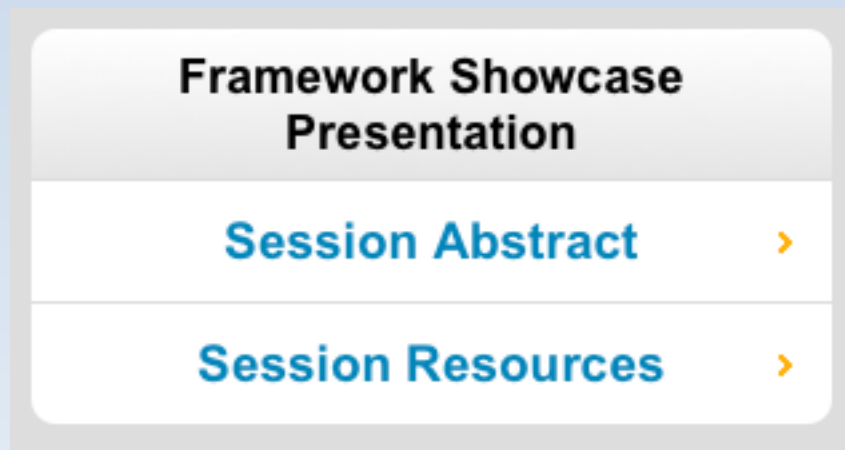 Framework Showcase
Presentation
Session Abstract
Session Resources